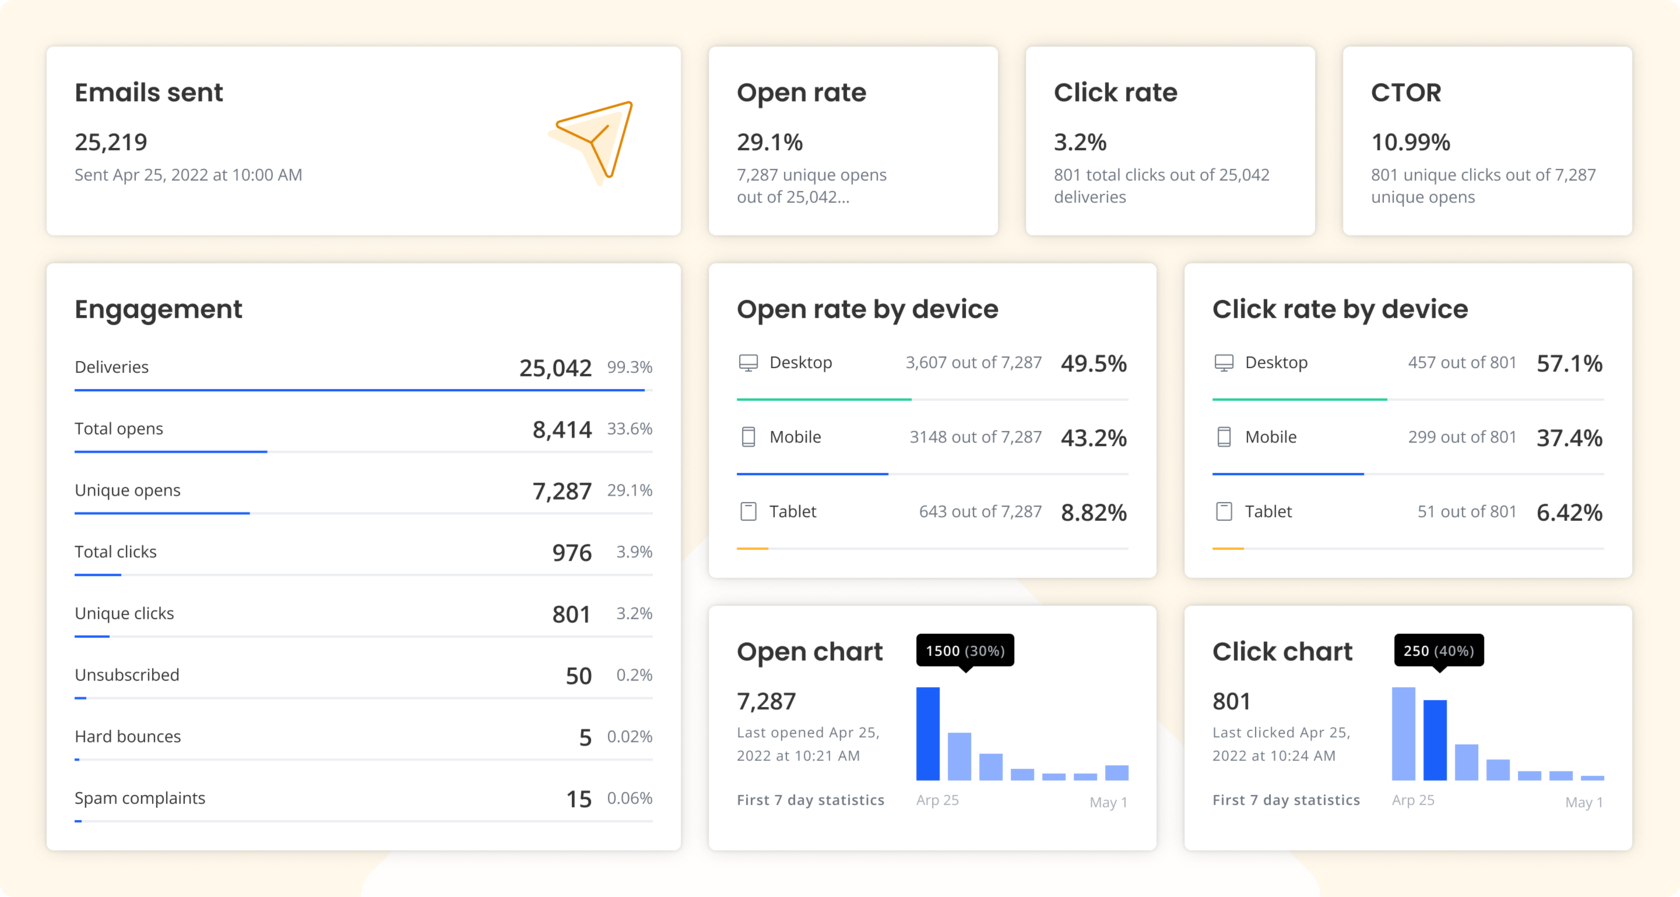 Emails sent
25,219
Sent Apr 25, 2022 at 10:00 AM
Open rate
29.1%
7,287 unique opens
out of 25,042...
Click rate
3.2%
801 total clicks out of 25,042
deliveries
CTOR
10.99%
801 unique clicks out of 7,287
unique opens
Engagement
Deliveries 25,042 99.3%
Total opens 8,414 33.6%
Unique opens 7,287 29.1%
Total clicks 976 3.9%
Unique clicks 801 3.2%
Unsubscribed 50 0.2%
Hard bounces 5 0.02%
Spam complaints 15 0.06%
Open rate by device
Desktop 3,607 out of 7,287 49.5%
Mobile 3148 out of 7,287 43.2%
Tablet 643 out of 7,287 8.82%
Click rate by device
Desktop 457 out of 801 57.1%
Mobile 299 out of 801 37.4%
Tablet 51 out of 801 6.42%
Open chart
1500 (30%)
7,287
Last opened Apr 25,
2022 at 10:21 AM
First 7 day statistics
Arp 25 May 1
Click chart
250 (40%)
801
Last clicked Apr 25,
2022 at 10:24 AM
First 7 day statistics
Arp 25 May 1